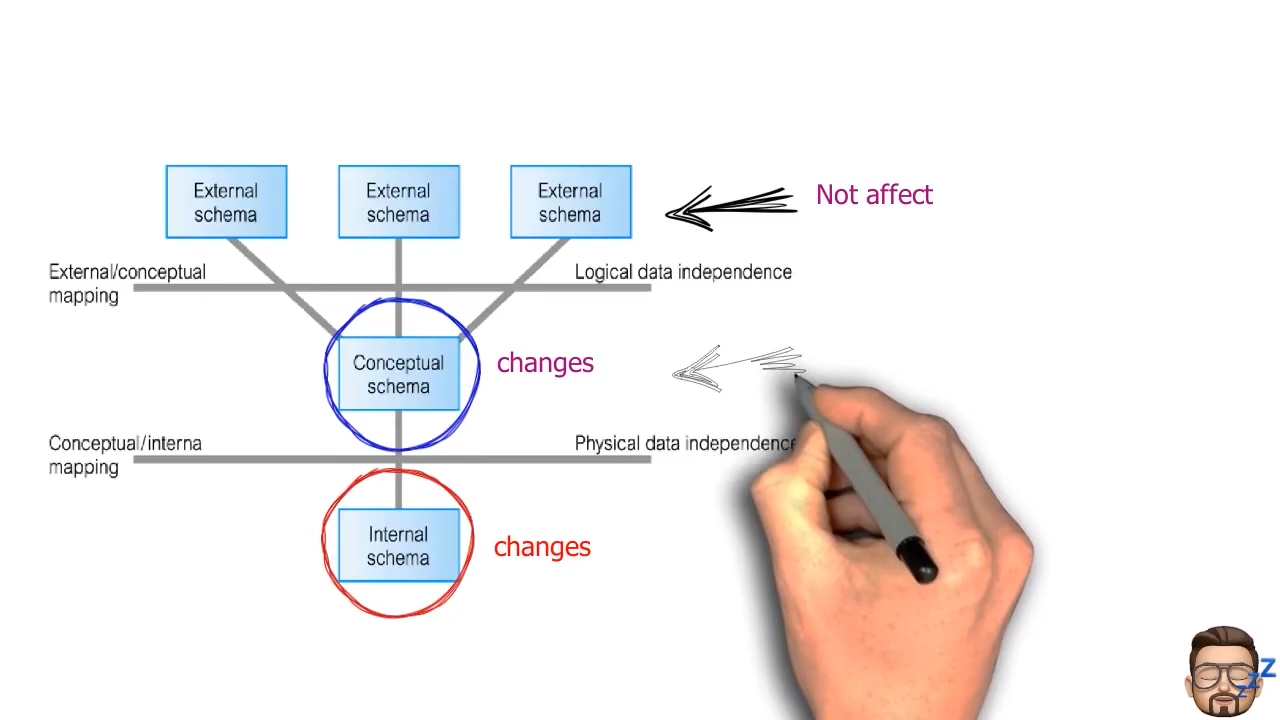 External
schema
External
schema
External
schema
Not affect
External/conceptual
mapping
Logical data independence
Conceptual
schema
changes
Conceptual/interna
mapping
Physical data independence
Internal
schema
changes
z z Z